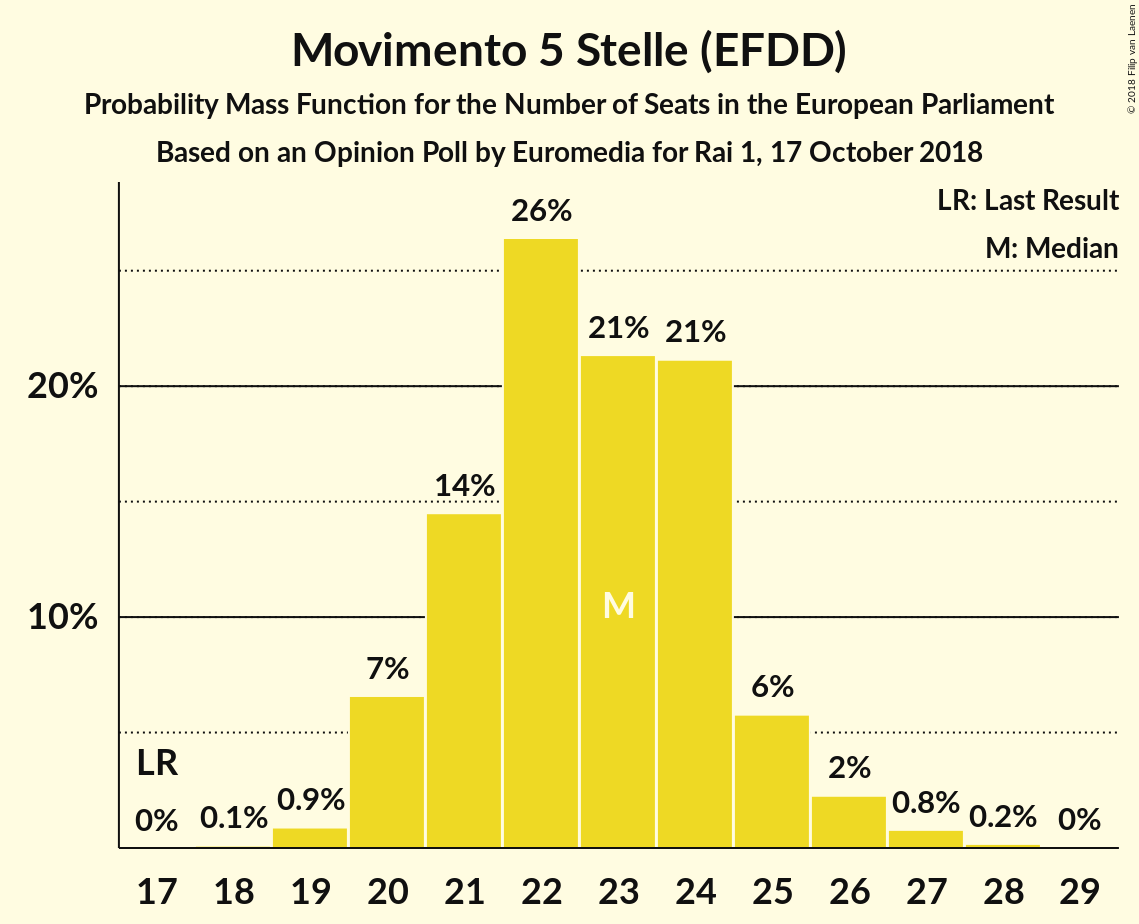 Movimento 5 Stelle (EFDD)
Probability Mass Function for the Number of Seats in the European Parliament
Based on an Opinion Poll by Euromedia for Rai 1, 17 October 2018
© 2018 Filip van Laenen
LR: Last Result
M: Median
26%
21%
21%
20%
14%
M
10%
7%
6%
LR
2%
0%
0.1%
0.9%
0.8%
0.2%
0%
17 18 19 20 21 22 23 24 25 26 27 28 29